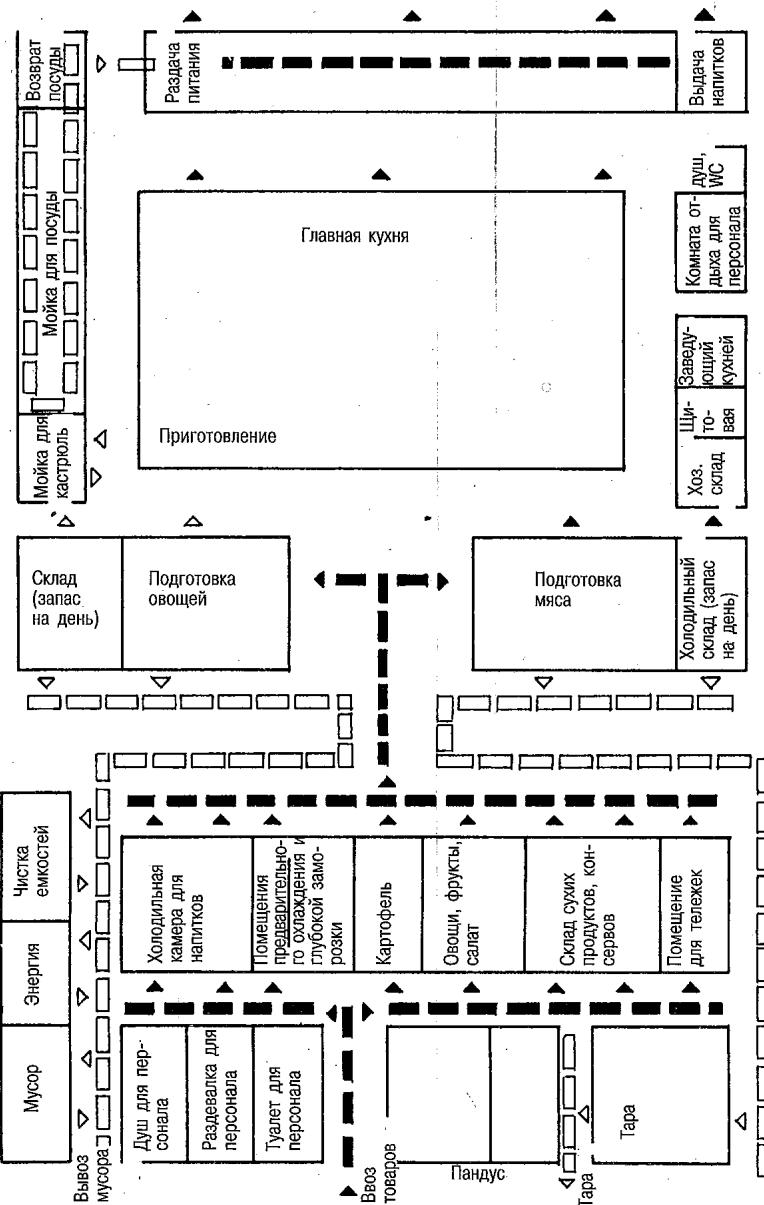 Возврат
посуды
Раздача
питания
Выдача
напитков
Мойка для посуды
Главная кухня
душ,
WC
Комната от-
дыха для
персонала
Заведу-
ющий
кухней
Щи-
то-
вая
Хоз.
склад
Мойка для
кастрюль
Приготовление
Склад
(запас
на день)
Подготовка
овощей
Подготовка
мяса
Холодильный
склад (запас
на день)
Чистка
емкостей
Энергия
Мусор
Холодильная
камера для
напитков
Помещения
предварительно-
го охлаждения и
глубокой замо-
розки
Картофель
Овощи, фрукты,
салат
Склад сухих
продуктов, кон-
сервов
Помещение
для тележек
Душ для пер-
сонала
Раздевалка для
персонала
Туалет для
персонала
Тара
Вывоз
мусора
Ввоз
товаров
Пандус
Тара